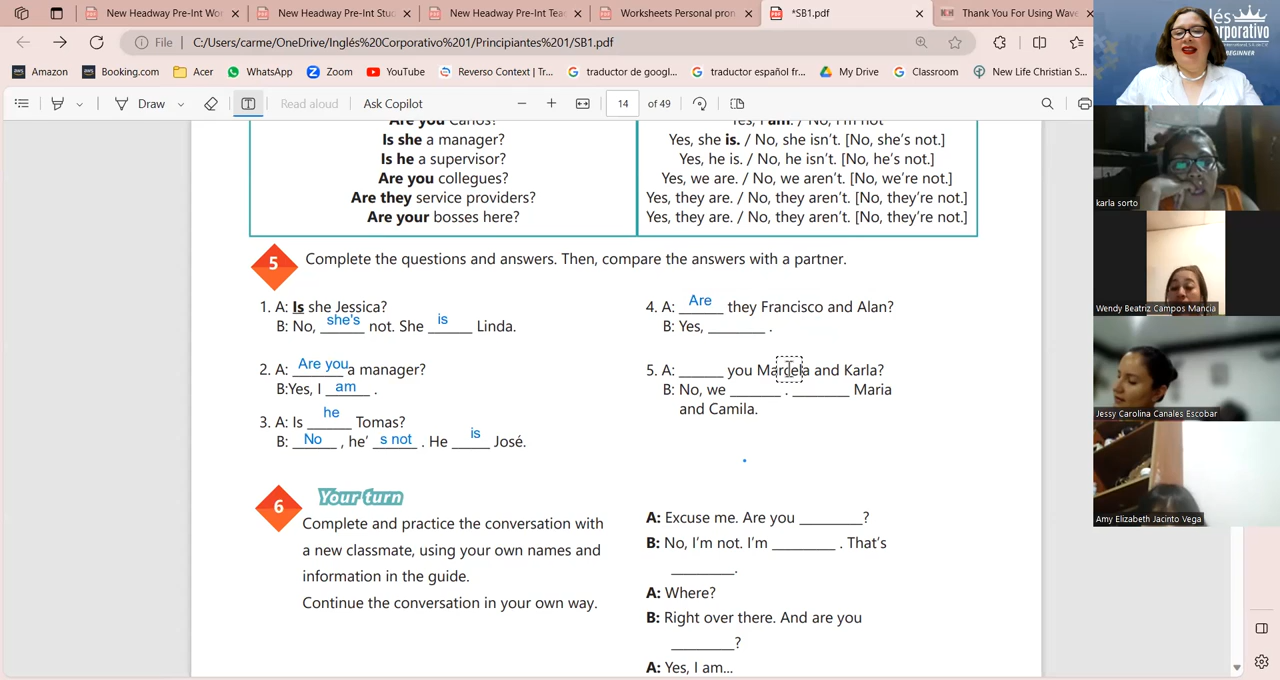 New Headway Pre-Int Wo
New Headway Pre-Int Stu
New Headway Pre-Int Tea
Worksheets Personal pron
*SB1.pdf
Thank You For Using Wave
File
C:/Users/carme/OneDrive/Inglés%20Corporativo%201/Principiantes%201/SB1.pdf
Amazon
Booking.com
Acer
WhatsApp
Zoom
YouTube
Reverso Context | Tr...
traductor de googl...
traductor español fr...
My Drive
Classroom
New Life Christian S...
Draw
Read aloud
Ask Copilot
14 of 49
Are you Carlos? Yes, I am. / No, I'm not
Is she a manager? Yes, she is. / No, she isn't. [No, she's not.]
Is he a supervisor? Yes, he is. / No, he isn't. [No, he's not.]
Are you collegues? Yes, we are. / No, we aren't. [No, we're not.]
Are they service providers? Yes, they are. / No, they aren't. [No, they're not.]
Are your bosses here? Yes, they are. / No, they aren't. [No, they're not.]
5 Complete the questions and answers. Then, compare the answers with a partner.
1. A: Is she Jessica?
B: No, she's not. She is Linda.
2. A: Are you a manager?
B:Yes, I am .
3. A: Is he Tomas?
B: No , he' s not . He is José.
4. A: Are they Francisco and Alan?
B: Yes, _______ .
5. A: ______ you Marcela and Karla?
B: No, we _______ . ________ Maria
and Camila.
6 Your turn
Complete and practice the conversation with
a new classmate, using your own names and
information in the guide.
Continue the conversation in your own way.
A: Excuse me. Are you ________?
B: No, I'm not. I'm ________ . That's
________.
A: Where?
B: Right over there. And are you
________?
A: Yes, I am...
Corporativo
karla sorto
Wendy Beatriz Campos Mancia
Jessy Carolina Canales Escobar
Amy Elizabeth Jacinto Vega